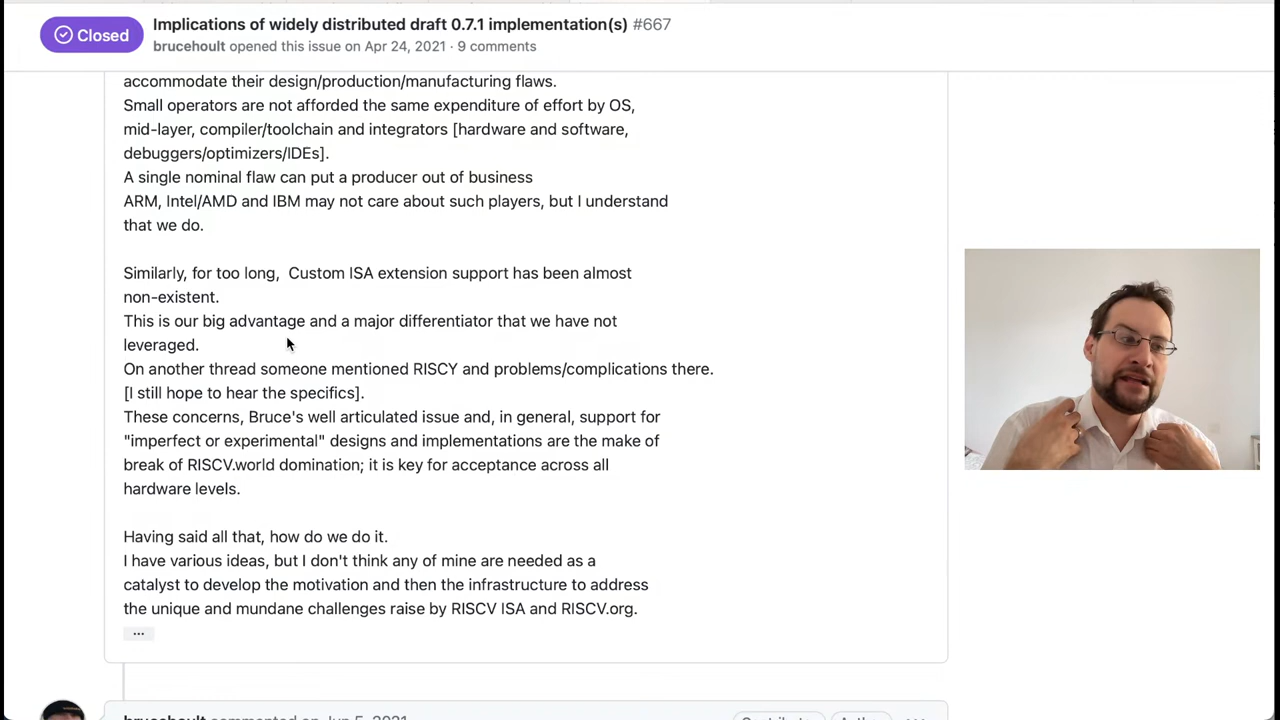 Closed
Implications of widely distributed draft 0.7.1 implementation(s) #667
brucehoult opened this issue on Apr 24, 2021 · 9 comments
accommodate their design/production/manufacturing flaws.
Small operators are not afforded the same expenditure of effort by OS,
mid-layer, compiler/toolchain and integrators [hardware and software,
debuggers/optimizers/IDEs].
A single nominal flaw can put a producer out of business
ARM, Intel/AMD and IBM may not care about such players, but I understand
that we do.
Similarly, for too long,  Custom ISA extension support has been almost
non-existent.
This is our big advantage and a major differentiator that we have not
leveraged.
On another thread someone mentioned RISCY and problems/complications there.
[I still hope to hear the specifics].
These concerns, Bruce's well articulated issue and, in general, support for
"imperfect or experimental" designs and implementations are the make of
break of RISCV.world domination; it is key for acceptance across all
hardware levels.
Having said all that, how do we do it.
I have various ideas, but I don't think any of mine are needed as a
catalyst to develop the motivation and then the infrastructure to address
the unique and mundane challenges raise by RISCV ISA and RISCV.org.
...
brucehoult commented on Jun 5, 2021